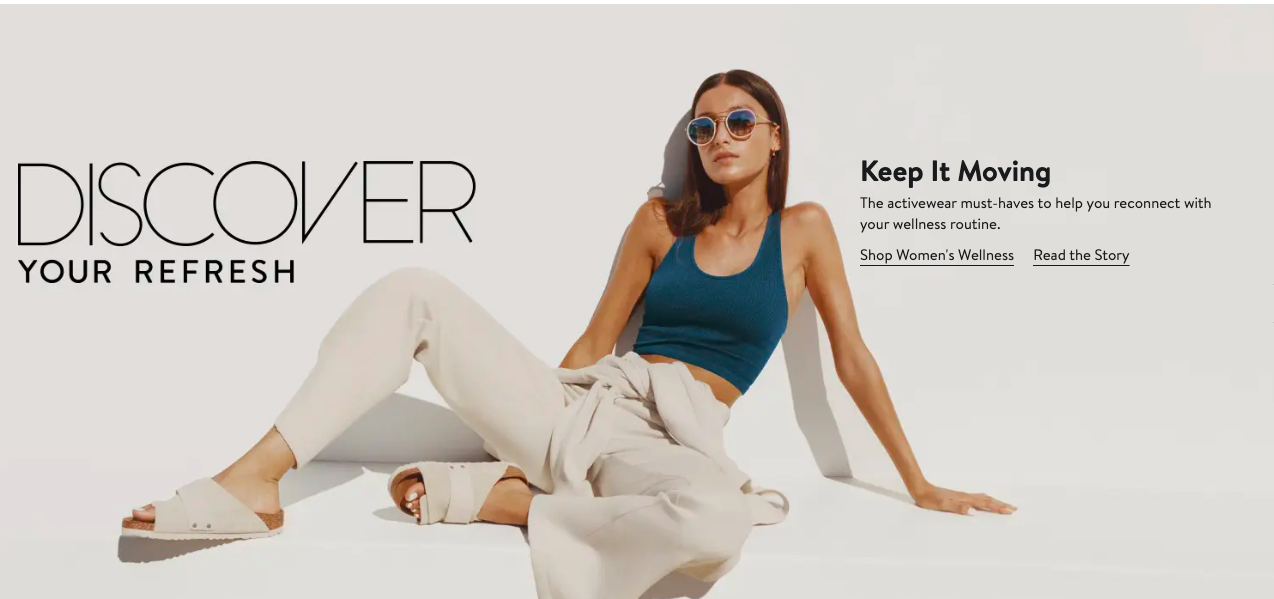 DISCOVER
YOUR REFRESH
Keep It Moving
The activewear must-haves to help you reconnect with
your wellness routine.
Shop Women's Wellness Read the Story